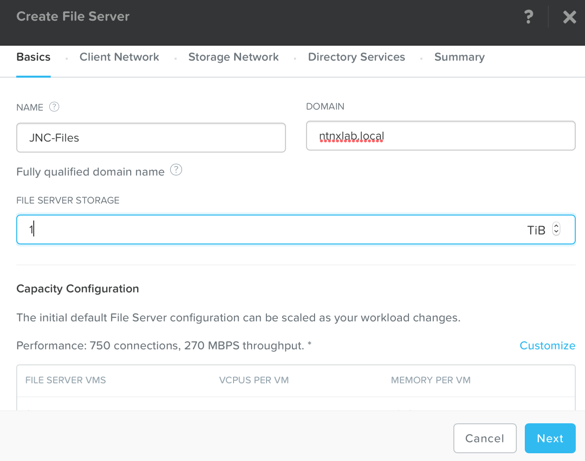 Create File Server ?
Basics Client Network Storage Network Directory Services Summary
NAME ? DOMAIN
JNC-Files ntnxlab.local
Fully qualified domain name ?
FILE SERVER STORAGE
1 TiB
Capacity Configuration
The initial default File Server configuration can be scaled as your workload changes.
Performance: 750 connections, 270 MBPS throughput. * Customize
FILE SERVER VMS VCPUS PER VM MEMORY PER VM
Cancel Next